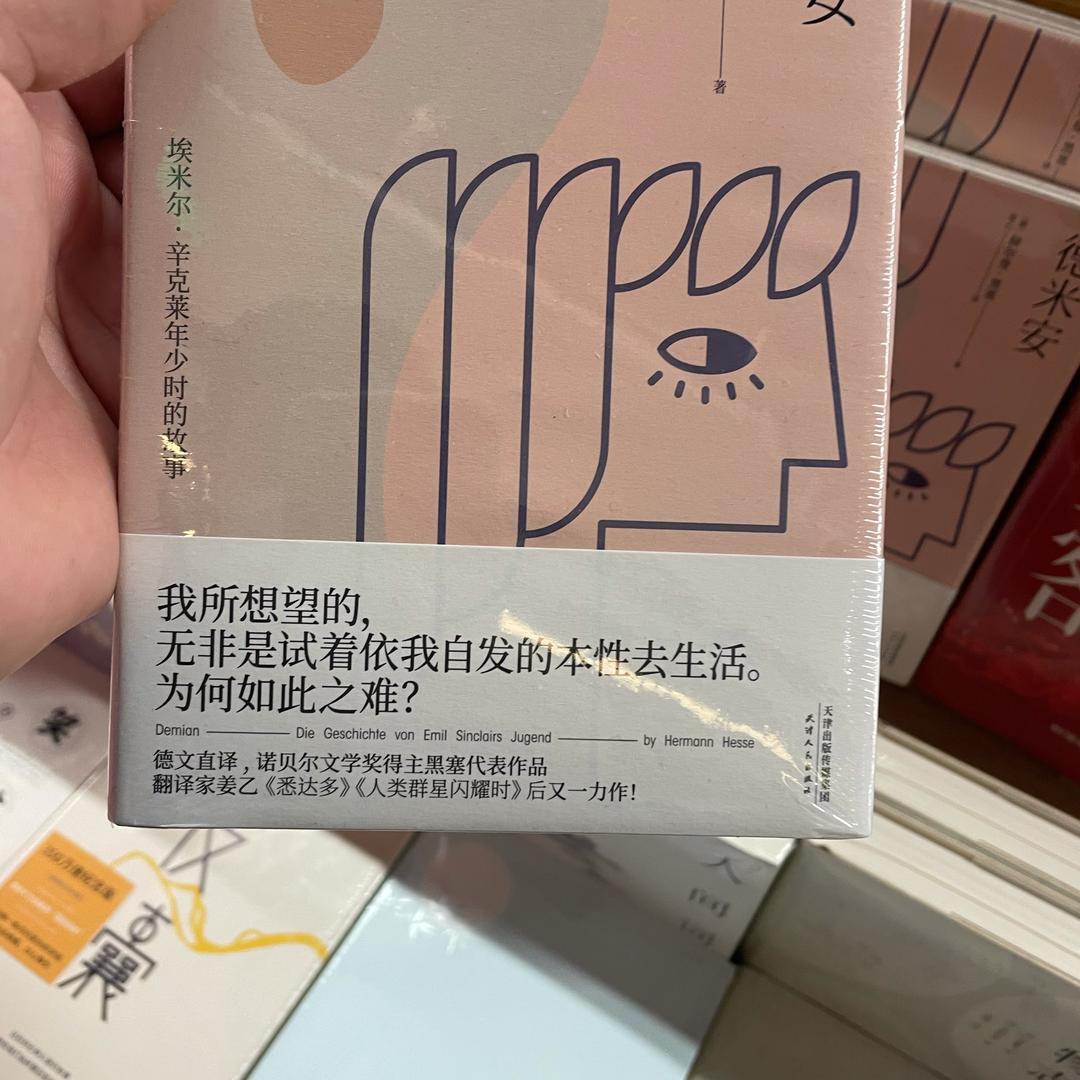 安
著
埃米尔·辛克莱年少时的故事
我所想望的，
无非是试着依我自发的本性去生活。
为何如此之难？
Demian —— Die Geschichte von Emil Sinclairs Jugend —— by Hermann Hesse
德文直译，诺贝尔文学奖得主黑塞代表作品
翻译家姜乙《悉达多》《人类群星闪耀时》后又一力作！
天津出版传媒集团
天津人民出版社
德米安
笑